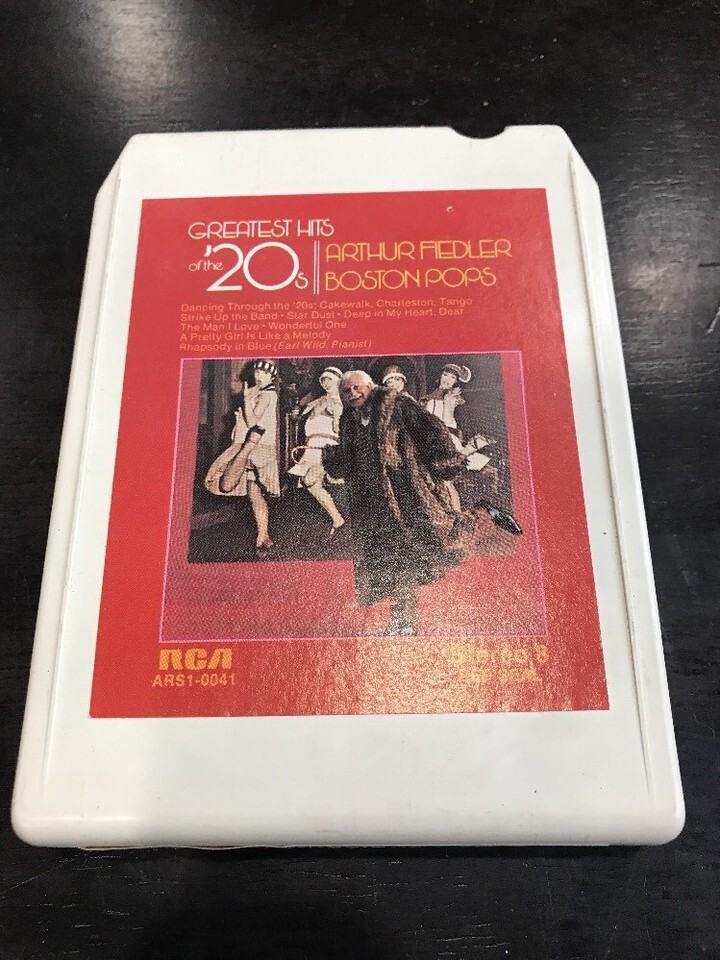 GREATEST HITS
of the '20s
ARTHUR FIEDLER
BOSTON POPS
Dancing Through the '20s: Cakewalk, Charleston, Tango
Strike Up the Band • Star Dust • Deep in My Heart, Dear
The Man I Love • Wonderful One
A Pretty Girl Is Like a Melody
Rhapsody in Blue (Earl Wild, Pianist)
RCA
ARS1-0041
Stereo 8
RED SEAL